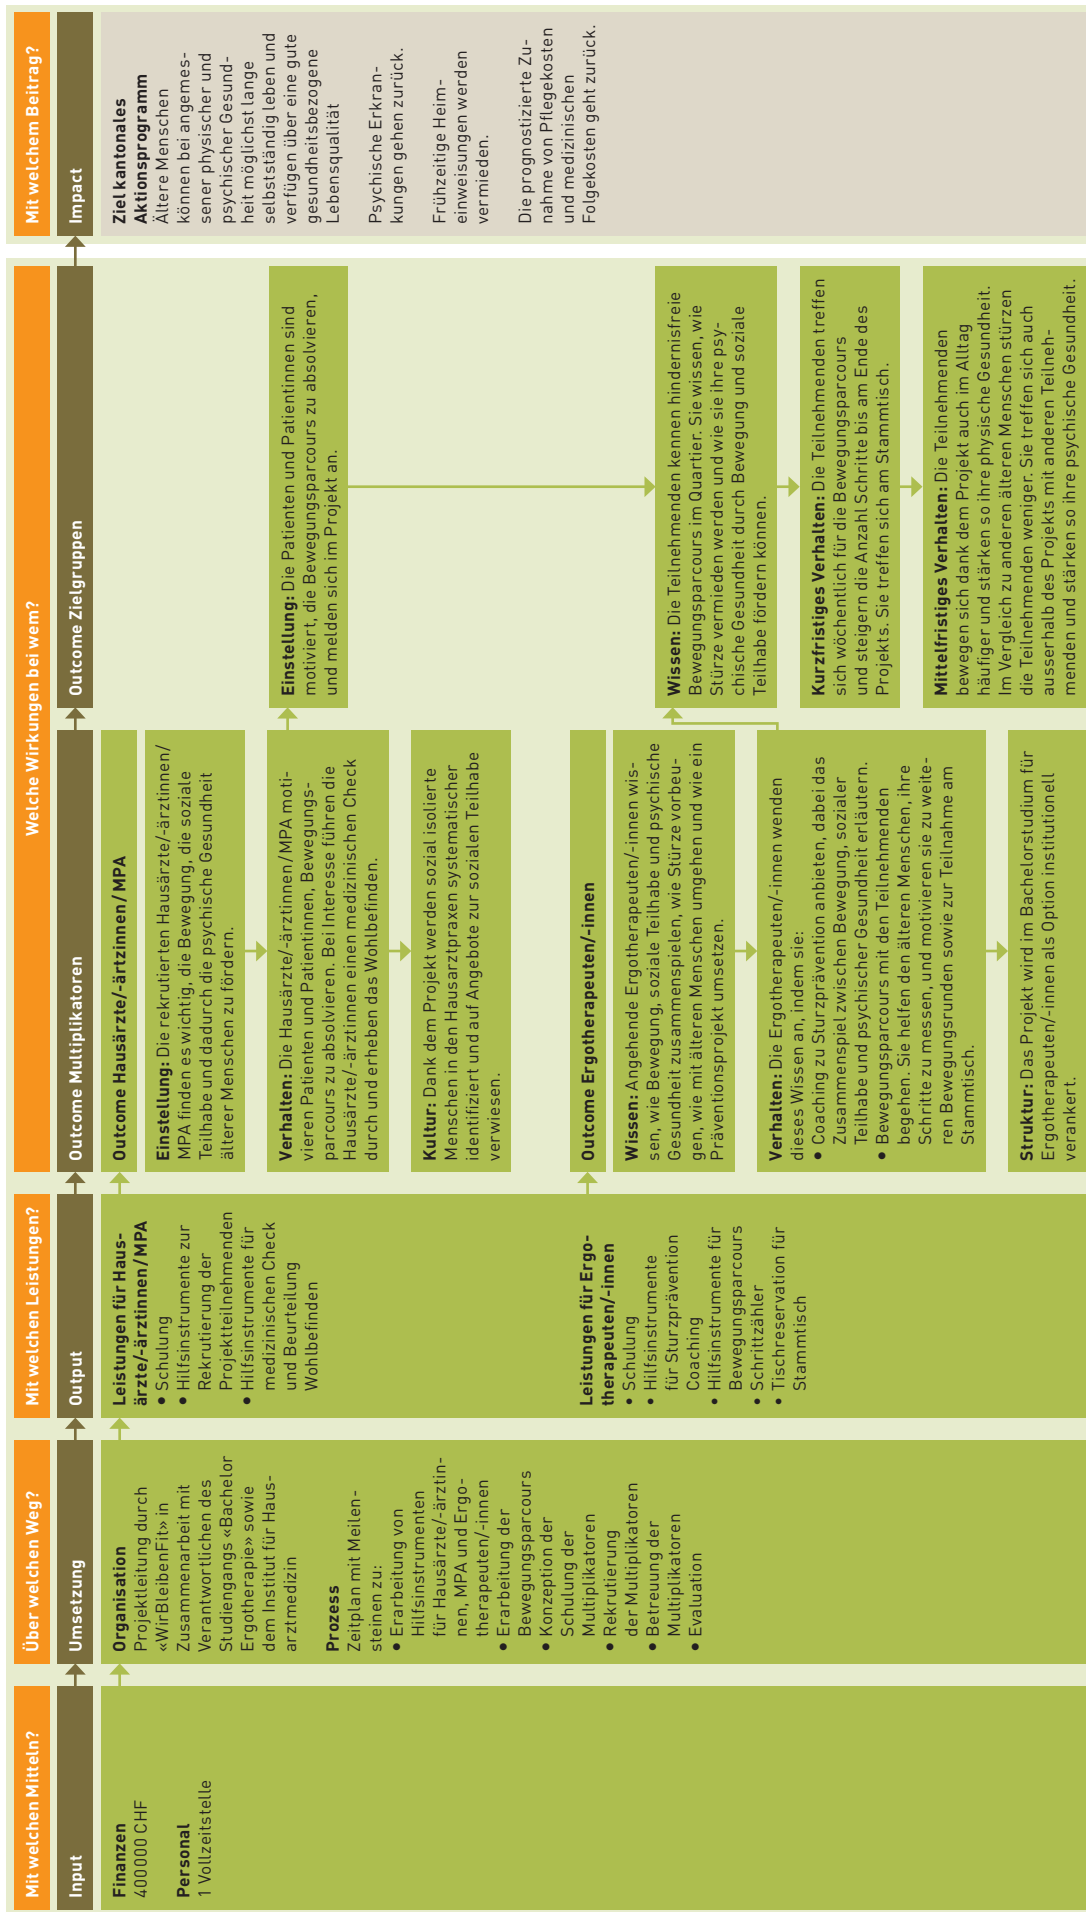 Mit welchen Mitteln?
Input
Finanzen
400000 CHF
Personal
1 Vollzeitstelle
Über welchen Weg?
Umsetzung
Organisation
Projektleitung durch
«WirBleibenFit» in
Zusammenarbeit mit
Verantwortlichen des
Studiengangs «Bachelor
Ergotherapie» sowie
dem Institut für Haus-
arztmedizin
Prozess
Zeitplan mit Meilen-
steinen zu:
• Erarbeitung von
Hilfsinstrumenten
für Hausärzte/-ärztin-
nen, MPA und Ergo-
therapeuten/-innen
• Erarbeitung der
Bewegungsparcours
• Konzeption der
Schulung der
Multiplikatoren
• Rekrutierung
der Multiplikatoren
• Betreuung der
Multiplikatoren
• Evaluation
Mit welchen Leistungen?
Output
Leistungen für Haus-
ärzte/-ärztinnen/MPA
• Schulung
• Hilfsinstrumente zur
Rekrutierung der
Projektteilnehmenden
• Hilfsinstrumente für
medizinischen Check
und Beurteilung
Wohlbefinden
Leistungen für Ergo-
therapeuten/-innen
• Schulung
• Hilfsinstrumente
für Sturzprävention
Coaching
• Hilfsinstrumente für
Bewegungsparcours
• Schrittzähler
• Tischreservation für
Stammtisch
Welche Wirkungen bei wem?
Outcome Multiplikatoren
Outcome Hausärzte/-ärtzinnen/MPA
Einstellung: Die rekrutierten Hausärzte/-ärztinnen/
MPA finden es wichtig, die Bewegung, die soziale
Teilhabe und dadurch die psychische Gesundheit
älterer Menschen zu fördern.
Verhalten: Die Hausärzte/-ärztinnen/MPA moti-
vieren Patienten und Patientinnen, Bewegungs-
parcours zu absolvieren. Bei Interesse führen die
Hausärzte/-ärztinnen einen medizinischen Check
durch und erheben das Wohlbefinden.
Kultur: Dank dem Projekt werden sozial isolierte
Menschen in den Hausarztpraxen systematischer
identifiziert und auf Angebote zur sozialen Teilhabe
verwiesen.
Outcome Ergotherapeuten/-innen
Wissen: Angehende Ergotherapeuten/-innen wis-
sen, wie Bewegung, soziale Teilhabe und psychische
Gesundheit zusammenspielen, wie Stürze vorbeu-
gen, wie mit älteren Menschen umgehen und wie ein
Präventionsprojekt umsetzen.
Verhalten: Die Ergotherapeuten/-innen wenden
dieses Wissen an, indem sie:
• Coaching zu Sturzprävention anbieten, dabei das
Zusammenspiel zwischen Bewegung, sozialer
Teilhabe und psychischer Gesundheit erläutern.
• Bewegungsparcours mit den Teilnehmenden
begehen. Sie helfen den älteren Menschen, ihre
Schritte zu messen, und motivieren sie zu weite-
ren Bewegungsrunden sowie zur Teilnahme am
Stammtisch.
Struktur: Das Projekt wird im Bachelorstudium für
Ergotherapeuten/-innen als Option institutionell
verankert.
Outcome Zielgruppen
Einstellung: Die Patienten und Patientinnen sind
motiviert, die Bewegungsparcours zu absolvieren,
und melden sich im Projekt an.
Wissen: Die Teilnehmenden kennen hindernisfreie
Bewegungsparcours im Quartier. Sie wissen, wie
Stürze vermieden werden und wie sie ihre psy-
chische Gesundheit durch Bewegung und soziale
Teilhabe fördern können.
Kurzfristiges Verhalten: Die Teilnehmenden treffen
sich wöchentlich für die Bewegungsparcours
und steigern die Anzahl Schritte bis am Ende des
Projekts. Sie treffen sich am Stammtisch.
Mittelfristiges Verhalten: Die Teilnehmenden
bewegen sich dank dem Projekt auch im Alltag
häufiger und stärken so ihre physische Gesundheit.
Im Vergleich zu anderen älteren Menschen stürzen
die Teilnehmenden weniger. Sie treffen sich auch
ausserhalb des Projekts mit anderen Teilneh-
menden und stärken so ihre psychische Gesundheit.
Mit welchem Beitrag?
Impact
Ziel kantonales
Aktionsprogramm
Ältere Menschen
können bei angemes-
sener physischer und
psychischer Gesund-
heit möglichst lange
selbstständig leben und
verfügen über eine gute
gesundheitsbezogene
Lebensqualität
Psychische Erkran-
kungen gehen zurück.
Frühzeitige Heim-
einweisungen werden
vermieden.
Die prognostizierte Zu-
nahme von Pflegekosten
und medizinischen
Folgekosten geht zurück.